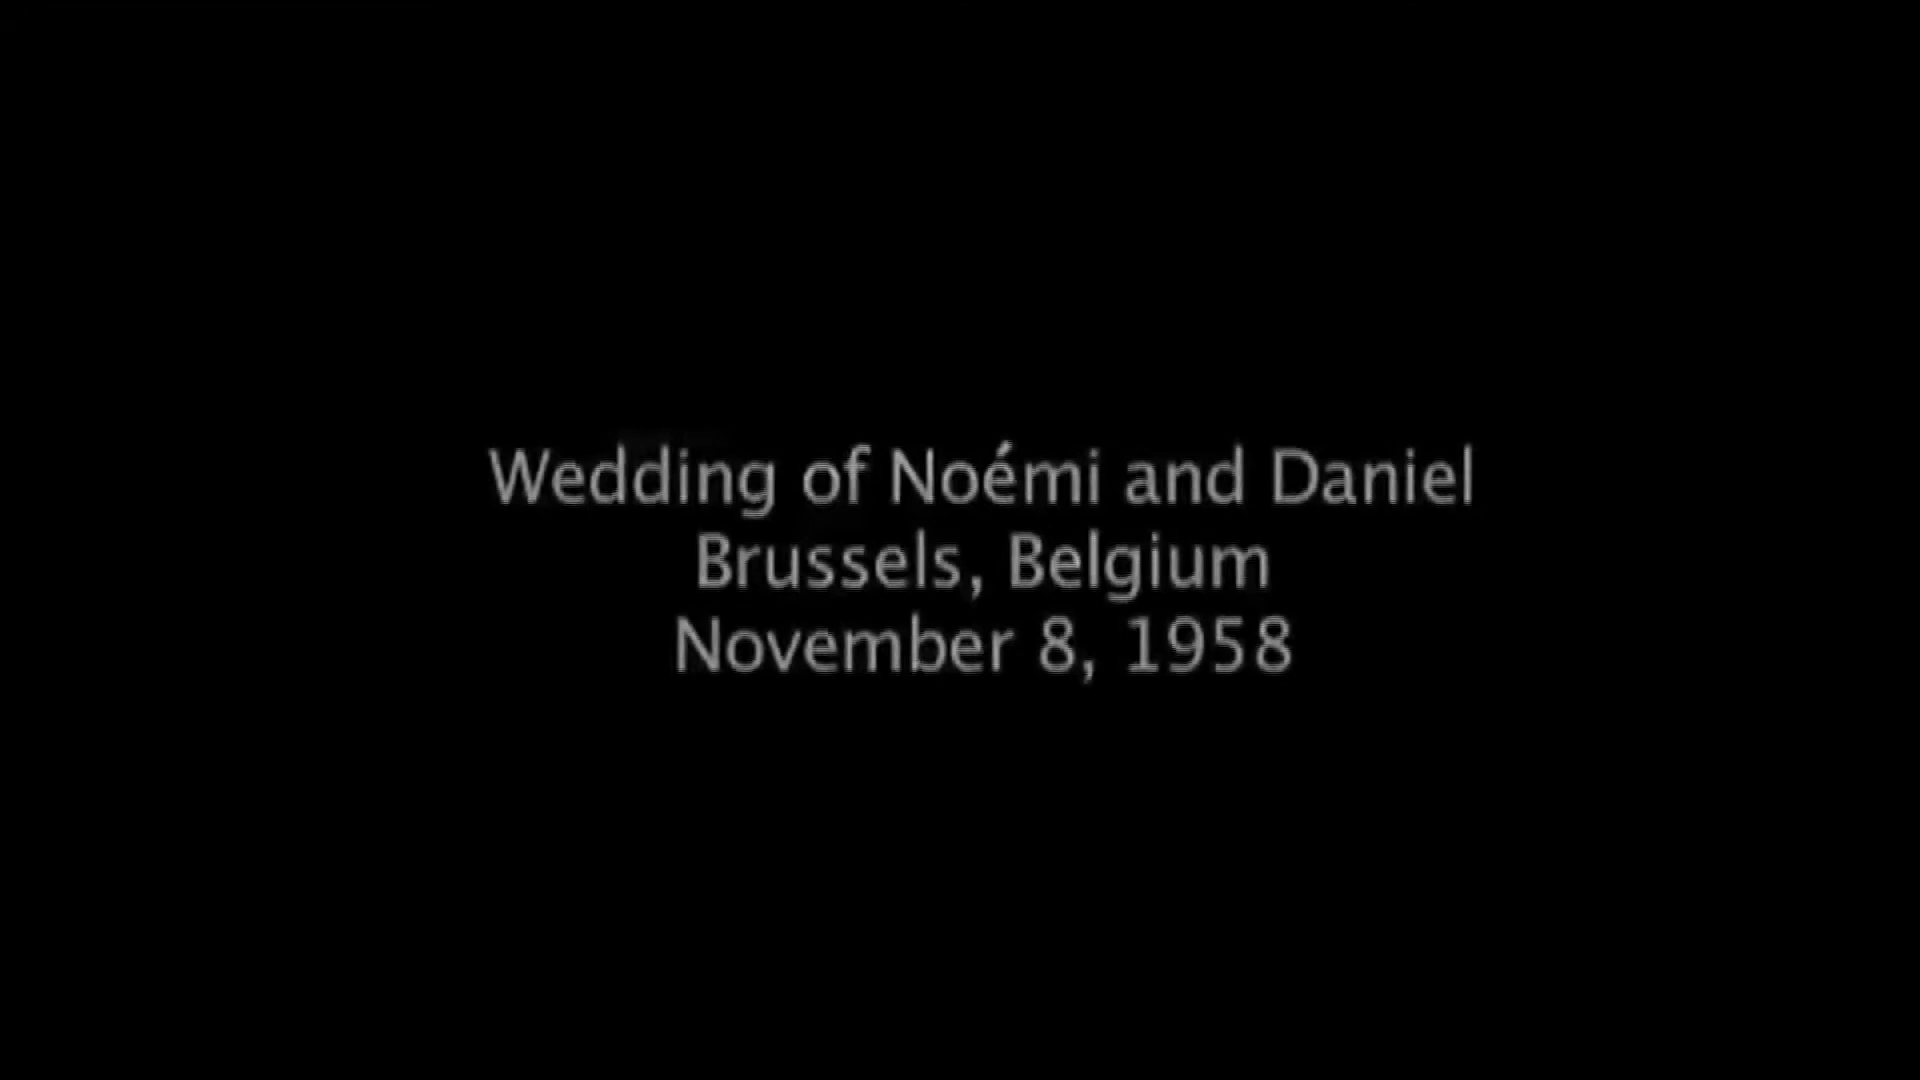 Wedding of Noémi and Daniel
Brussels, Belgium
November 8, 1958